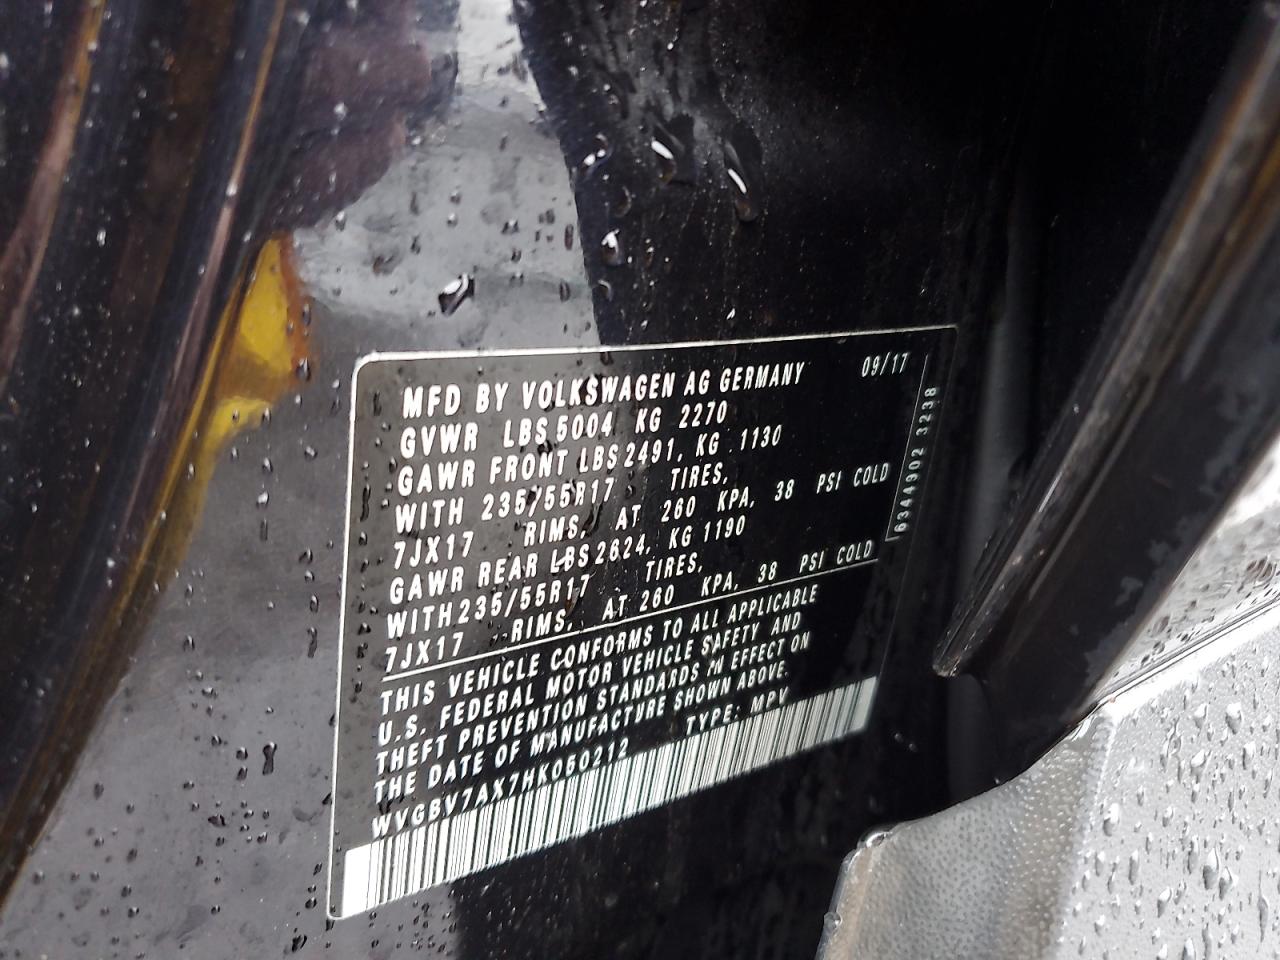 MFD BY VOLKSWAGEN AG GERMANY 09/17
GVWR LBS 5004 KG 2270
GAWR FRONT LBS 2491, KG 1130
WITH 235/55R17 TIRES,
7JX17 RIMS, AT 260 KPA, 38 PSI COLD
GAWR REAR LBS 2624, KG 1190
WITH 235/55R17 TIRES,
7JX17 RIMS, AT 260 KPA, 38 PSI COLD
THIS VEHICLE CONFORMS TO ALL APPLICABLE
U.S. FEDERAL MOTOR VEHICLE SAFETY AND
THEFT PREVENTION STANDARDS IN EFFECT ON
THE DATE OF MANUFACTURE SHOWN ABOVE.
WVGBV7AX7HK050212 TYPE: MPV
6344902 3238